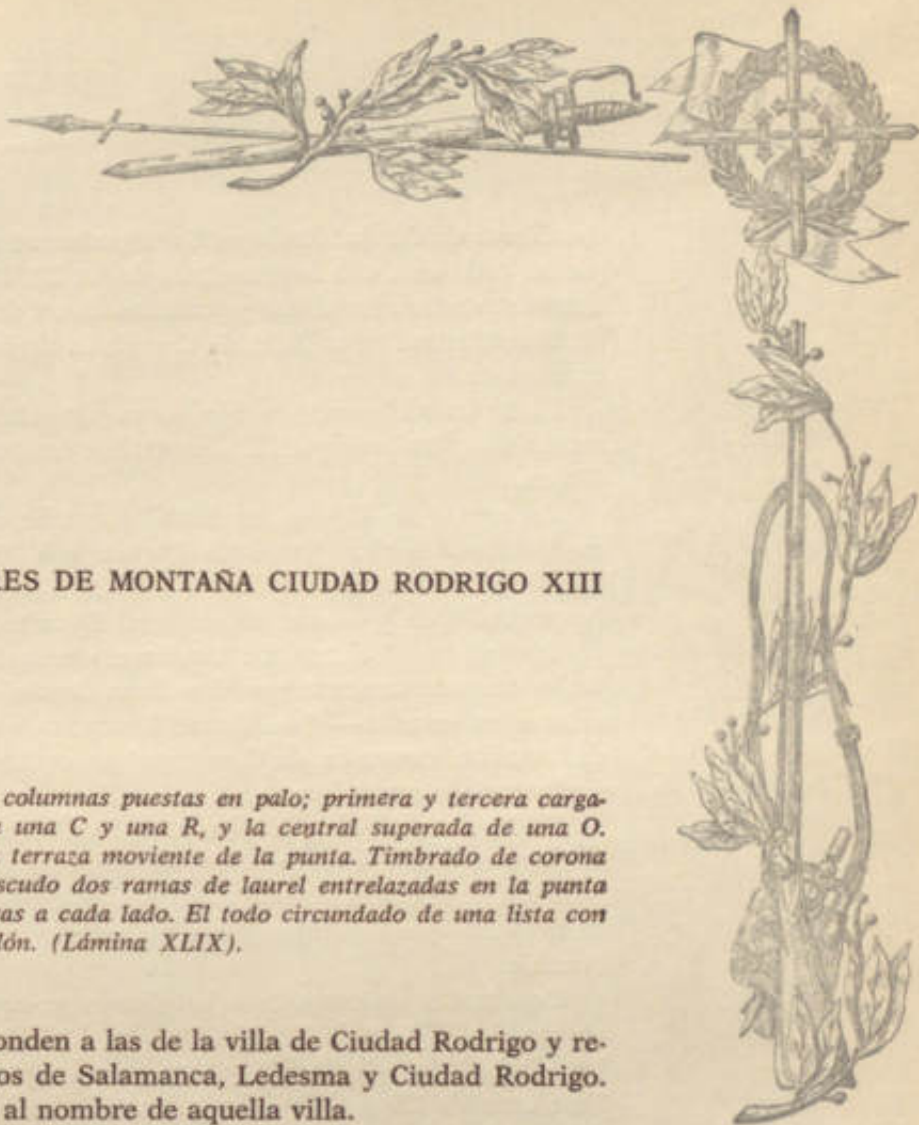 RES DE MONTAÑA CIUDAD RODRIGO XIII
columnas puestas en palo; primera y tercera carga-
una C y una R, y la central superada de una O.
terraza moviente de la punta. Timbrado de corona
scudo dos ramas de laurel entrelazadas en la punta
as a cada lado. El todo circundado de una lista con
lón. (Lámina XLIX).
onden a las de la villa de Ciudad Rodrigo y re-
os de Salamanca, Ledesma y Ciudad Rodrigo.
al nombre de aquella villa.